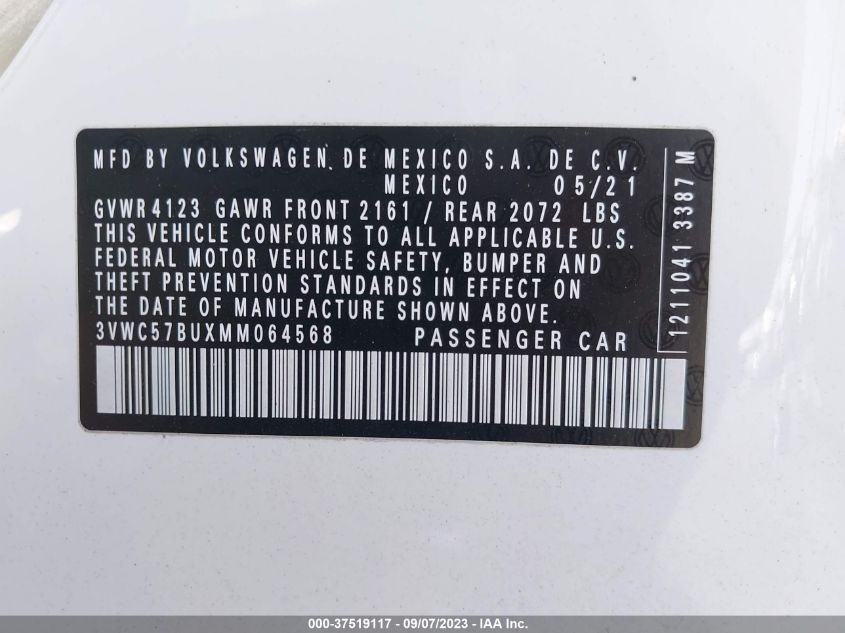 MFD BY VOLKSWAGEN DE MEXICO S.A. DE C.V.
MEXICO 05/21
GVWR 4123 GAWR FRONT 2161 / REAR 2072 LBS
THIS VEHICLE CONFORMS TO ALL APPLICABLE U.S.
FEDERAL MOTOR VEHICLE SAFETY, BUMPER AND
THEFT PREVENTION STANDARDS IN EFFECT ON
THE DATE OF MANUFACTURE SHOWN ABOVE.
3VWC57BUXMM064568 PASSENGER CAR
1211041 3387 M
000-37519117 - 09/07/2023 - IAA Inc.